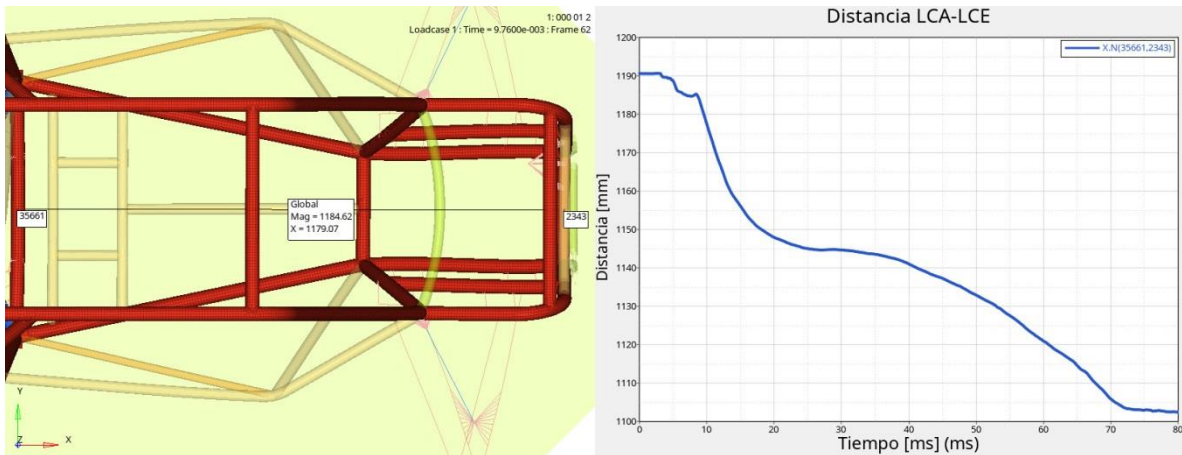 1: 000 01 2
Loadcase 1 : Time = 9.7600e-003 : Frame 62
35661
Global
Mag = 1184.62
X = 1179.07
2343
Y
Z
X
Distancia LCA-LCE
X.N(35661,2343)
Distancia [mm]
1200
1190
1180
1170
1160
1150
1140
1130
1120
1110
1100
0
10
20
30
40
50
60
70
80
Tiempo [ms] (ms)